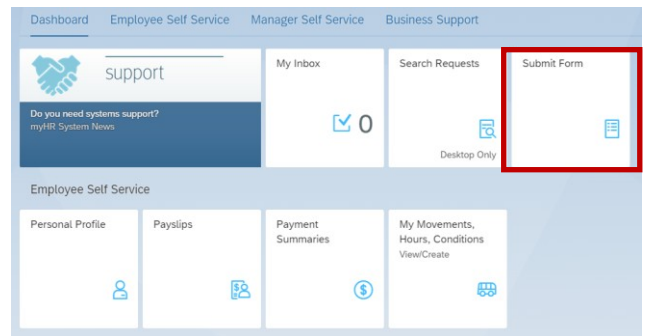 Dashboard Employee Self Service Manager Self Service Business Support
support
Do you need systems support?
myHR System News
My Inbox
0
Search Requests
Desktop Only
Submit Form
Employee Self Service
Personal Profile
Payslips
Payment
Summaries
My Movements,
Hours, Conditions
View/Create